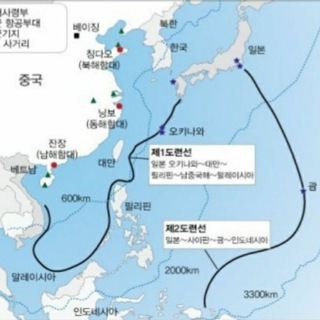 해사령부
군 항공부대
군기지
사거리
베이징
북한
칭다오
(북해함대)
한국
일본
중국
닝보
(동해함대)
오키나와
잔장
(남해함대)
대만
제1도련선
일본 오키나와~대만~
필리핀~남중국해~말레이시아
베트남
괌
600km
필리핀
제2도련선
일본~사이판~괌~인도네시아
말레이시아
2000km
3300km
인도네시아